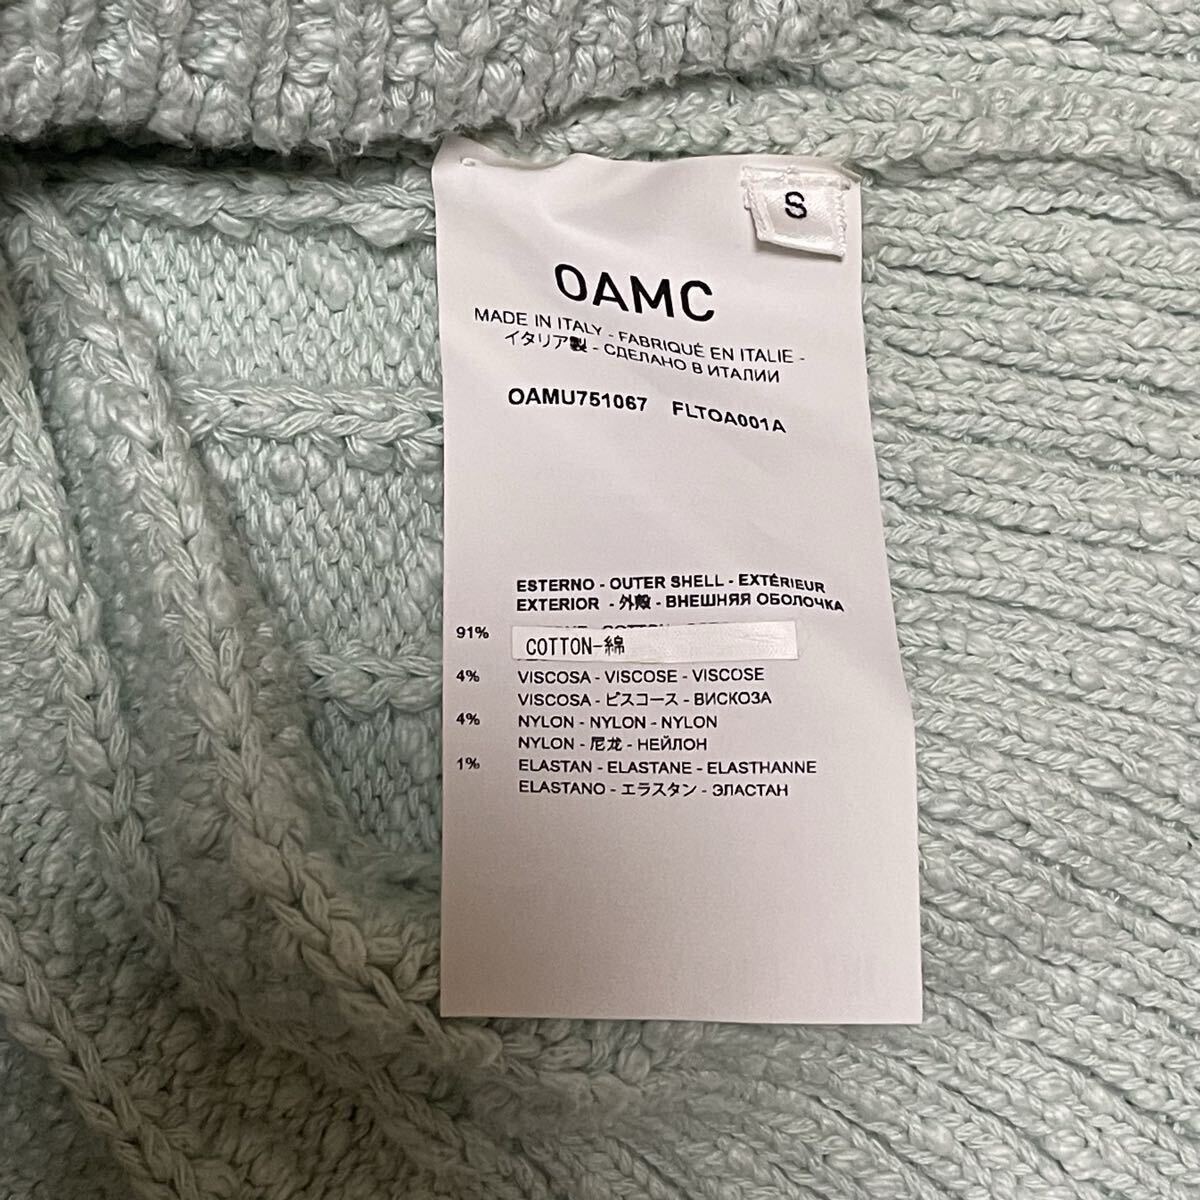 S
OAMC
MADE IN ITALY - FABRIQUÉ EN ITALIE -
イタリア製 - СДЕЛАНО В ИТАЛИИ
OAMU751067 FLTOA001A
ESTERNO - OUTER SHELL - EXTÉRIEUR
EXTERIOR - 外殻 - ВНЕШНЯЯ ОБОЛОЧКА
91% COTTON-綿
4% VISCOSA - VISCOSE - VISCOSE
VISCOSA - ビスコース - ВИСКОЗА
4% NYLON - NYLON - NYLON
NYLON - 尼龙 - НЕЙЛОН
1% ELASTAN - ELASTANE - ELASTHANNE
ELASTANO - エラスタン - ЭЛАСТАН